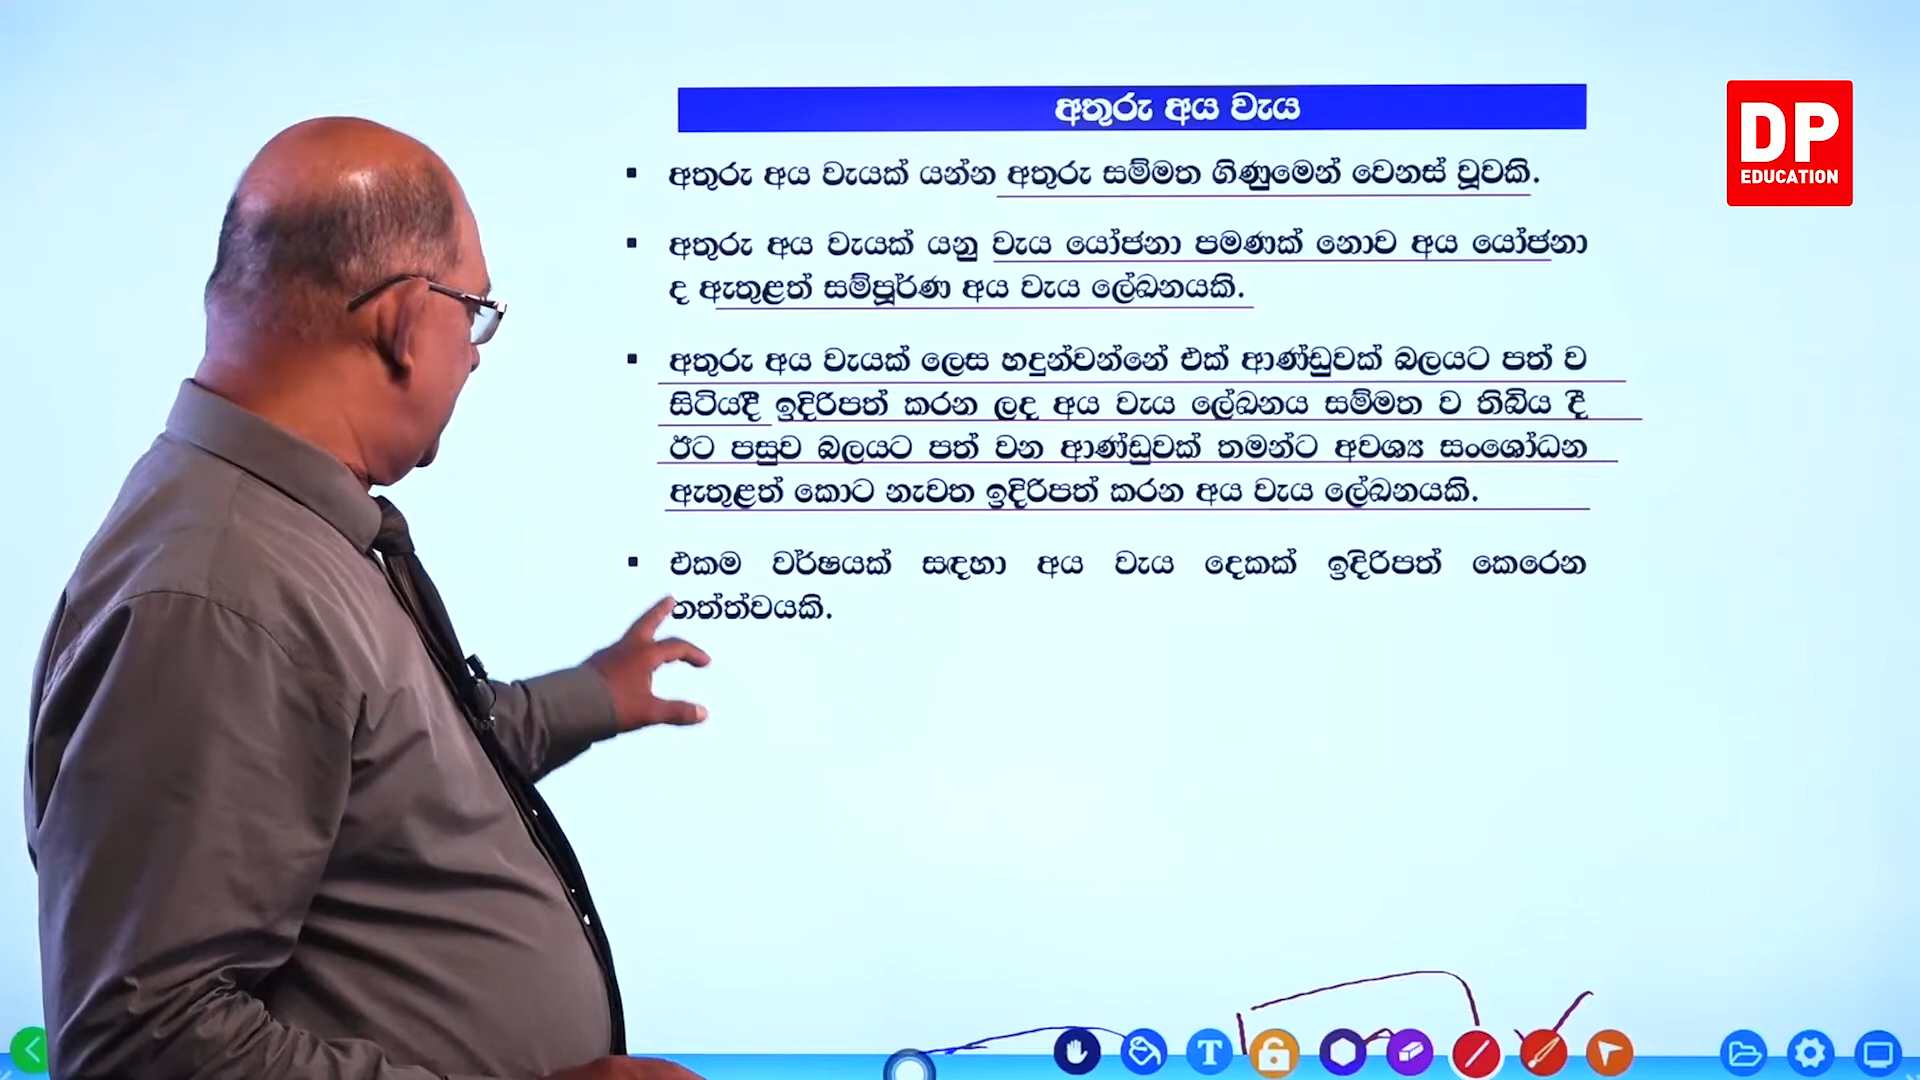 අතුරු අය වැය
DP
EDUCATION
▪ අතුරු අය වැයක් යන්න අතුරු සම්මත ගිණුමෙන් වෙනස් වූවකි.
▪ අතුරු අය වැයක් යනු වැය යෝජනා පමණක් නොව අය යෝජනා
ද ඇතුළත් සම්පූර්ණ අය වැය ලේඛනයකි.
▪ අතුරු අය වැයක් ලෙස හඳුන්වන්නේ එක් ආණ්ඩුවක් බලයට පත් ව
සිටියදී ඉදිරිපත් කරන ලද අය වැය ලේඛනය සම්මත ව තිබිය දී
ඊට පසුව බලයට පත් වන ආණ්ඩුවක් තමන්ට අවශ්‍ය සංශෝධන
ඇතුළත් කොට නැවත ඉදිරිපත් කරන අය වැය ලේඛනයකි.
▪ එකම වර්ෂයක් සඳහා අය වැය දෙකක් ඉදිරිපත් කෙරෙන
තත්ත්වයකි.
T